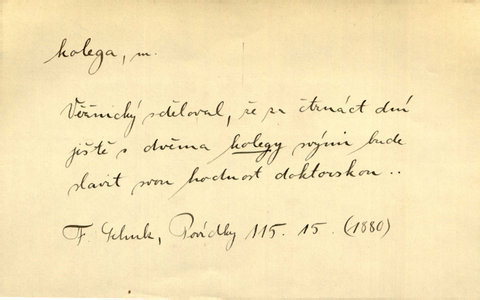 kolega, m.
Věžnický sděloval, že za čtrnáct dní
ještě s dvěma kolegy svými bude
slavit svou hodnost doktorskou..
F. Schulz, Povídky 115. 15. (1880)